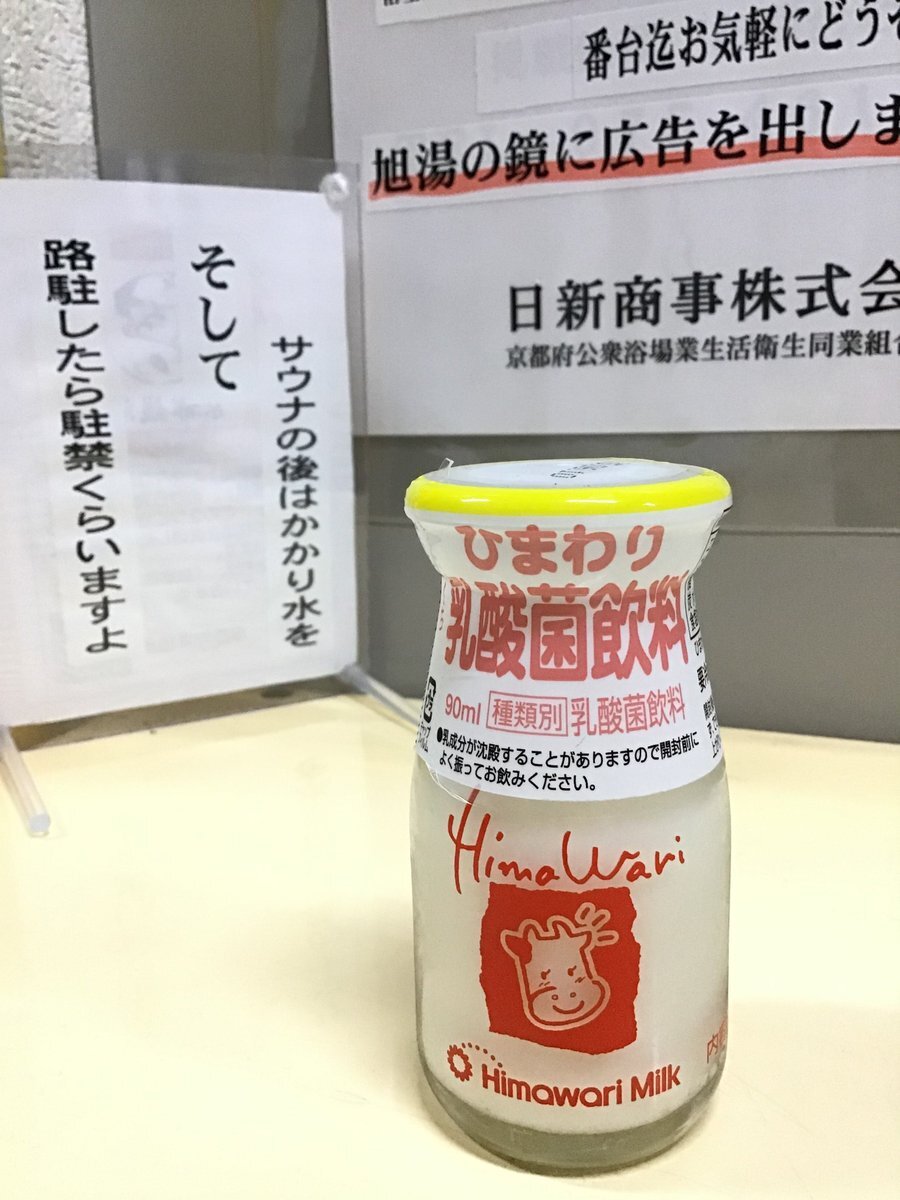 番台迄お気軽にどうぞ
旭湯の鏡に広告を出しま
日新商事株式会
京都府公衆浴場業生活衛生同業組合
サウナの後はかかり水を
そして
路駐したら駐禁くらいますよ
ひまわり
乳酸菌飲料
90ml 種類別 乳酸菌飲料
●乳成分が沈殿することがありますので開封前に
よく振ってお飲みください。
HimaWari
Himawari Milk
内